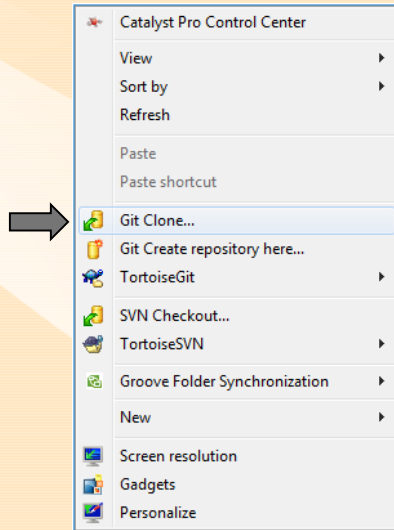 Catalyst Pro Control Center
View
Sort by
Refresh
Paste
Paste shortcut
Git Clone...
Git Create repository here...
TortoiseGit
SVN Checkout...
TortoiseSVN
Groove Folder Synchronization
New
Screen resolution
Gadgets
Personalize